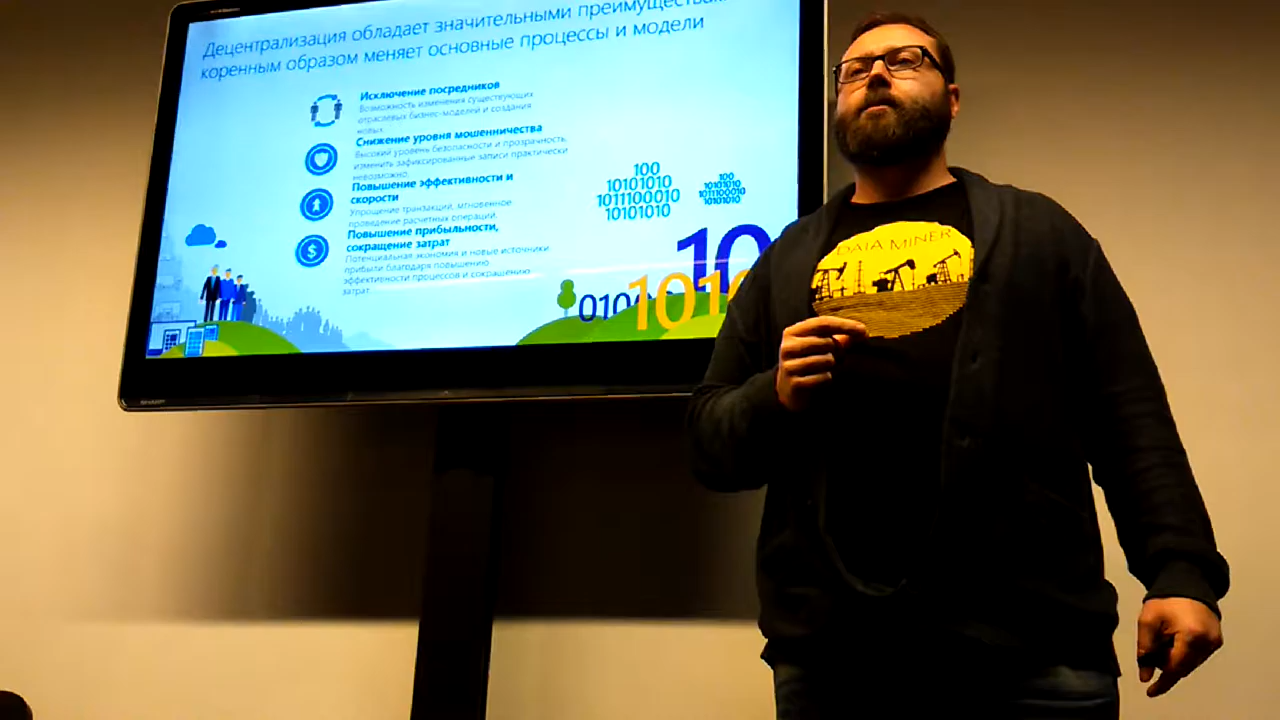 Децентрализация обладает значительными преимуществами
коренным образом меняет основные процессы и модели
Исключение посредников
Возможность изменения существующих
отраслевых бизнес-моделей и создания
новых.
Снижение уровня мошенничества
Высокий уровень безопасности и прозрачность,
изменить зафиксированные записи практически
невозможно.
Повышение эффективности и
скорости
Упрощение транзакций, мгновенное
проведение расчетных операций.
Повышение прибыльности,
сокращение затрат
Потенциальная экономия и новые источники
прибыли благодаря повышению
эффективности процессов и сокращению
затрат.
100
10101010
1011100010
10101010
100
10101010
1011100010
10101010
10
010
1010
SHARP
DATA MINER